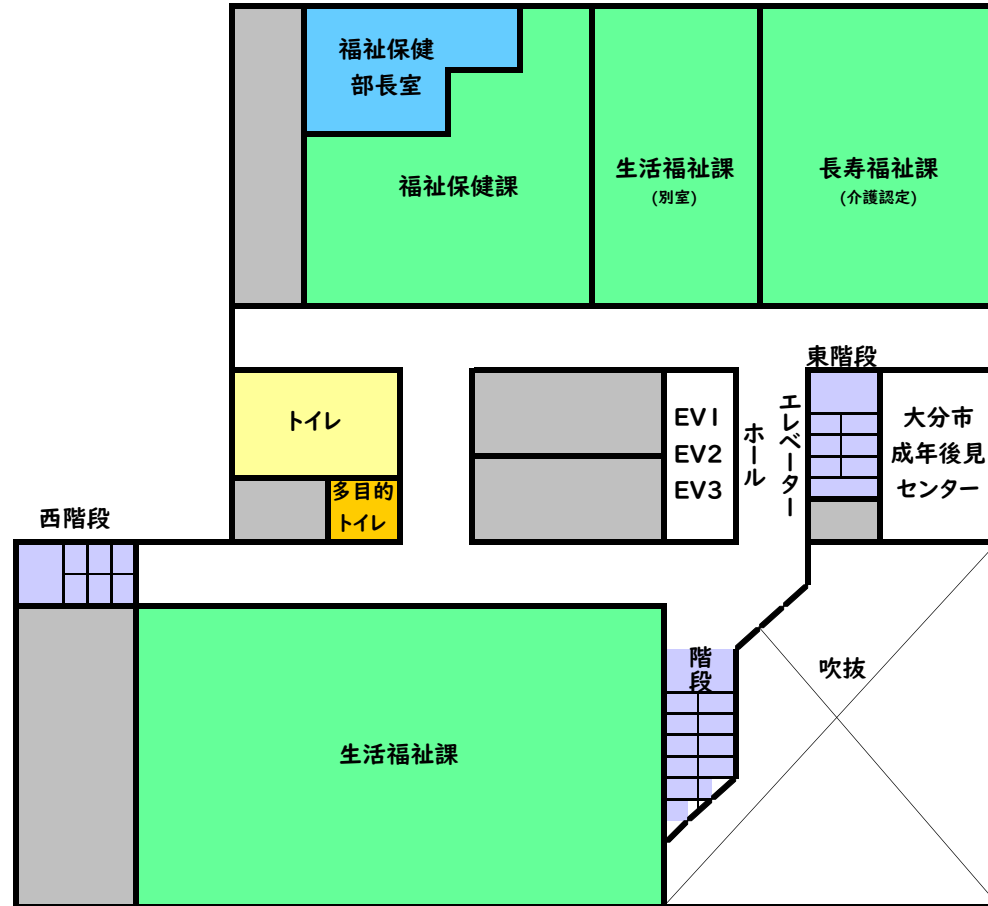 福祉保健
部長室
福祉保健課
生活福祉課
(別室)
長寿福祉課
(介護認定)
東階段
トイレ
EV1
EV2
EV3
エレベーター
ホール
大分市
成年後見
センター
多目的
トイレ
西階段
階段
吹抜
生活福祉課